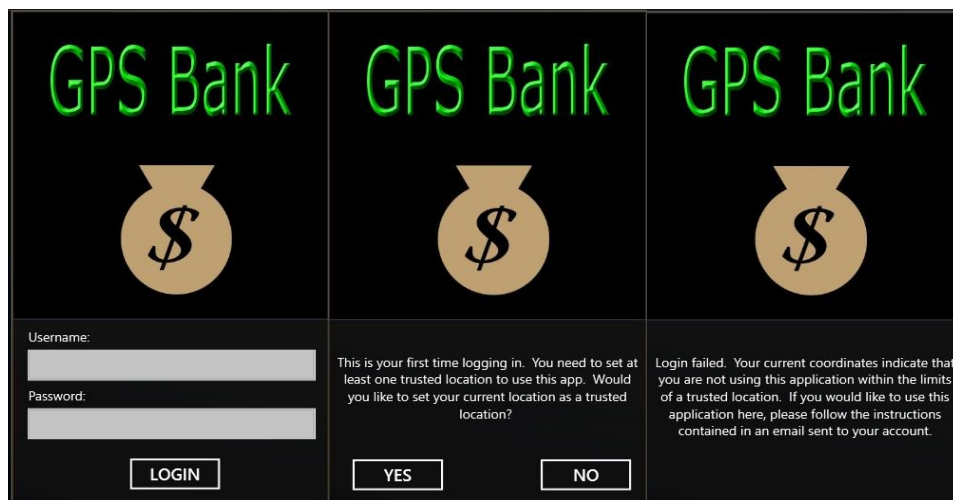 GPS Bank
$
Username:
Password:
LOGIN
GPS Bank
$
This is your first time logging in. You need to set at
least one trusted location to use this app. Would
you like to set your current location as a trusted
location?
YES
NO
GPS Bank
$
Login failed. Your current coordinates indicate that
you are not using this application within the limits
of a trusted location. If you would like to use this
application here, please follow the instructions
contained in an email sent to your account.